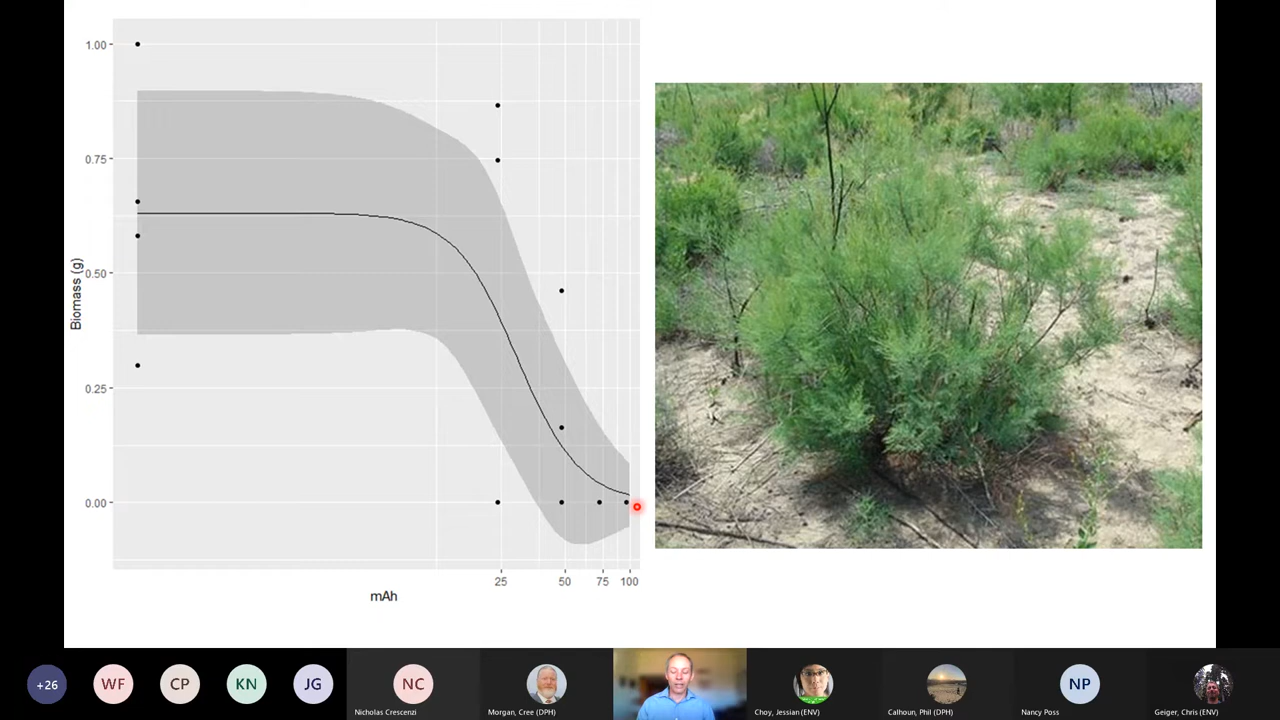 1.00
0.75
0.50
0.25
0.00
Biomass (g)
25 50 75 100
mAh
+26
WF
CP
KN
JG
NC
Nicholas Crescenzi
Morgan, Cree (DPH)
Choy, Jessian (ENV)
Calhoun, Phil (DPH)
NP
Nancy Poss
Geiger, Chris (ENV)